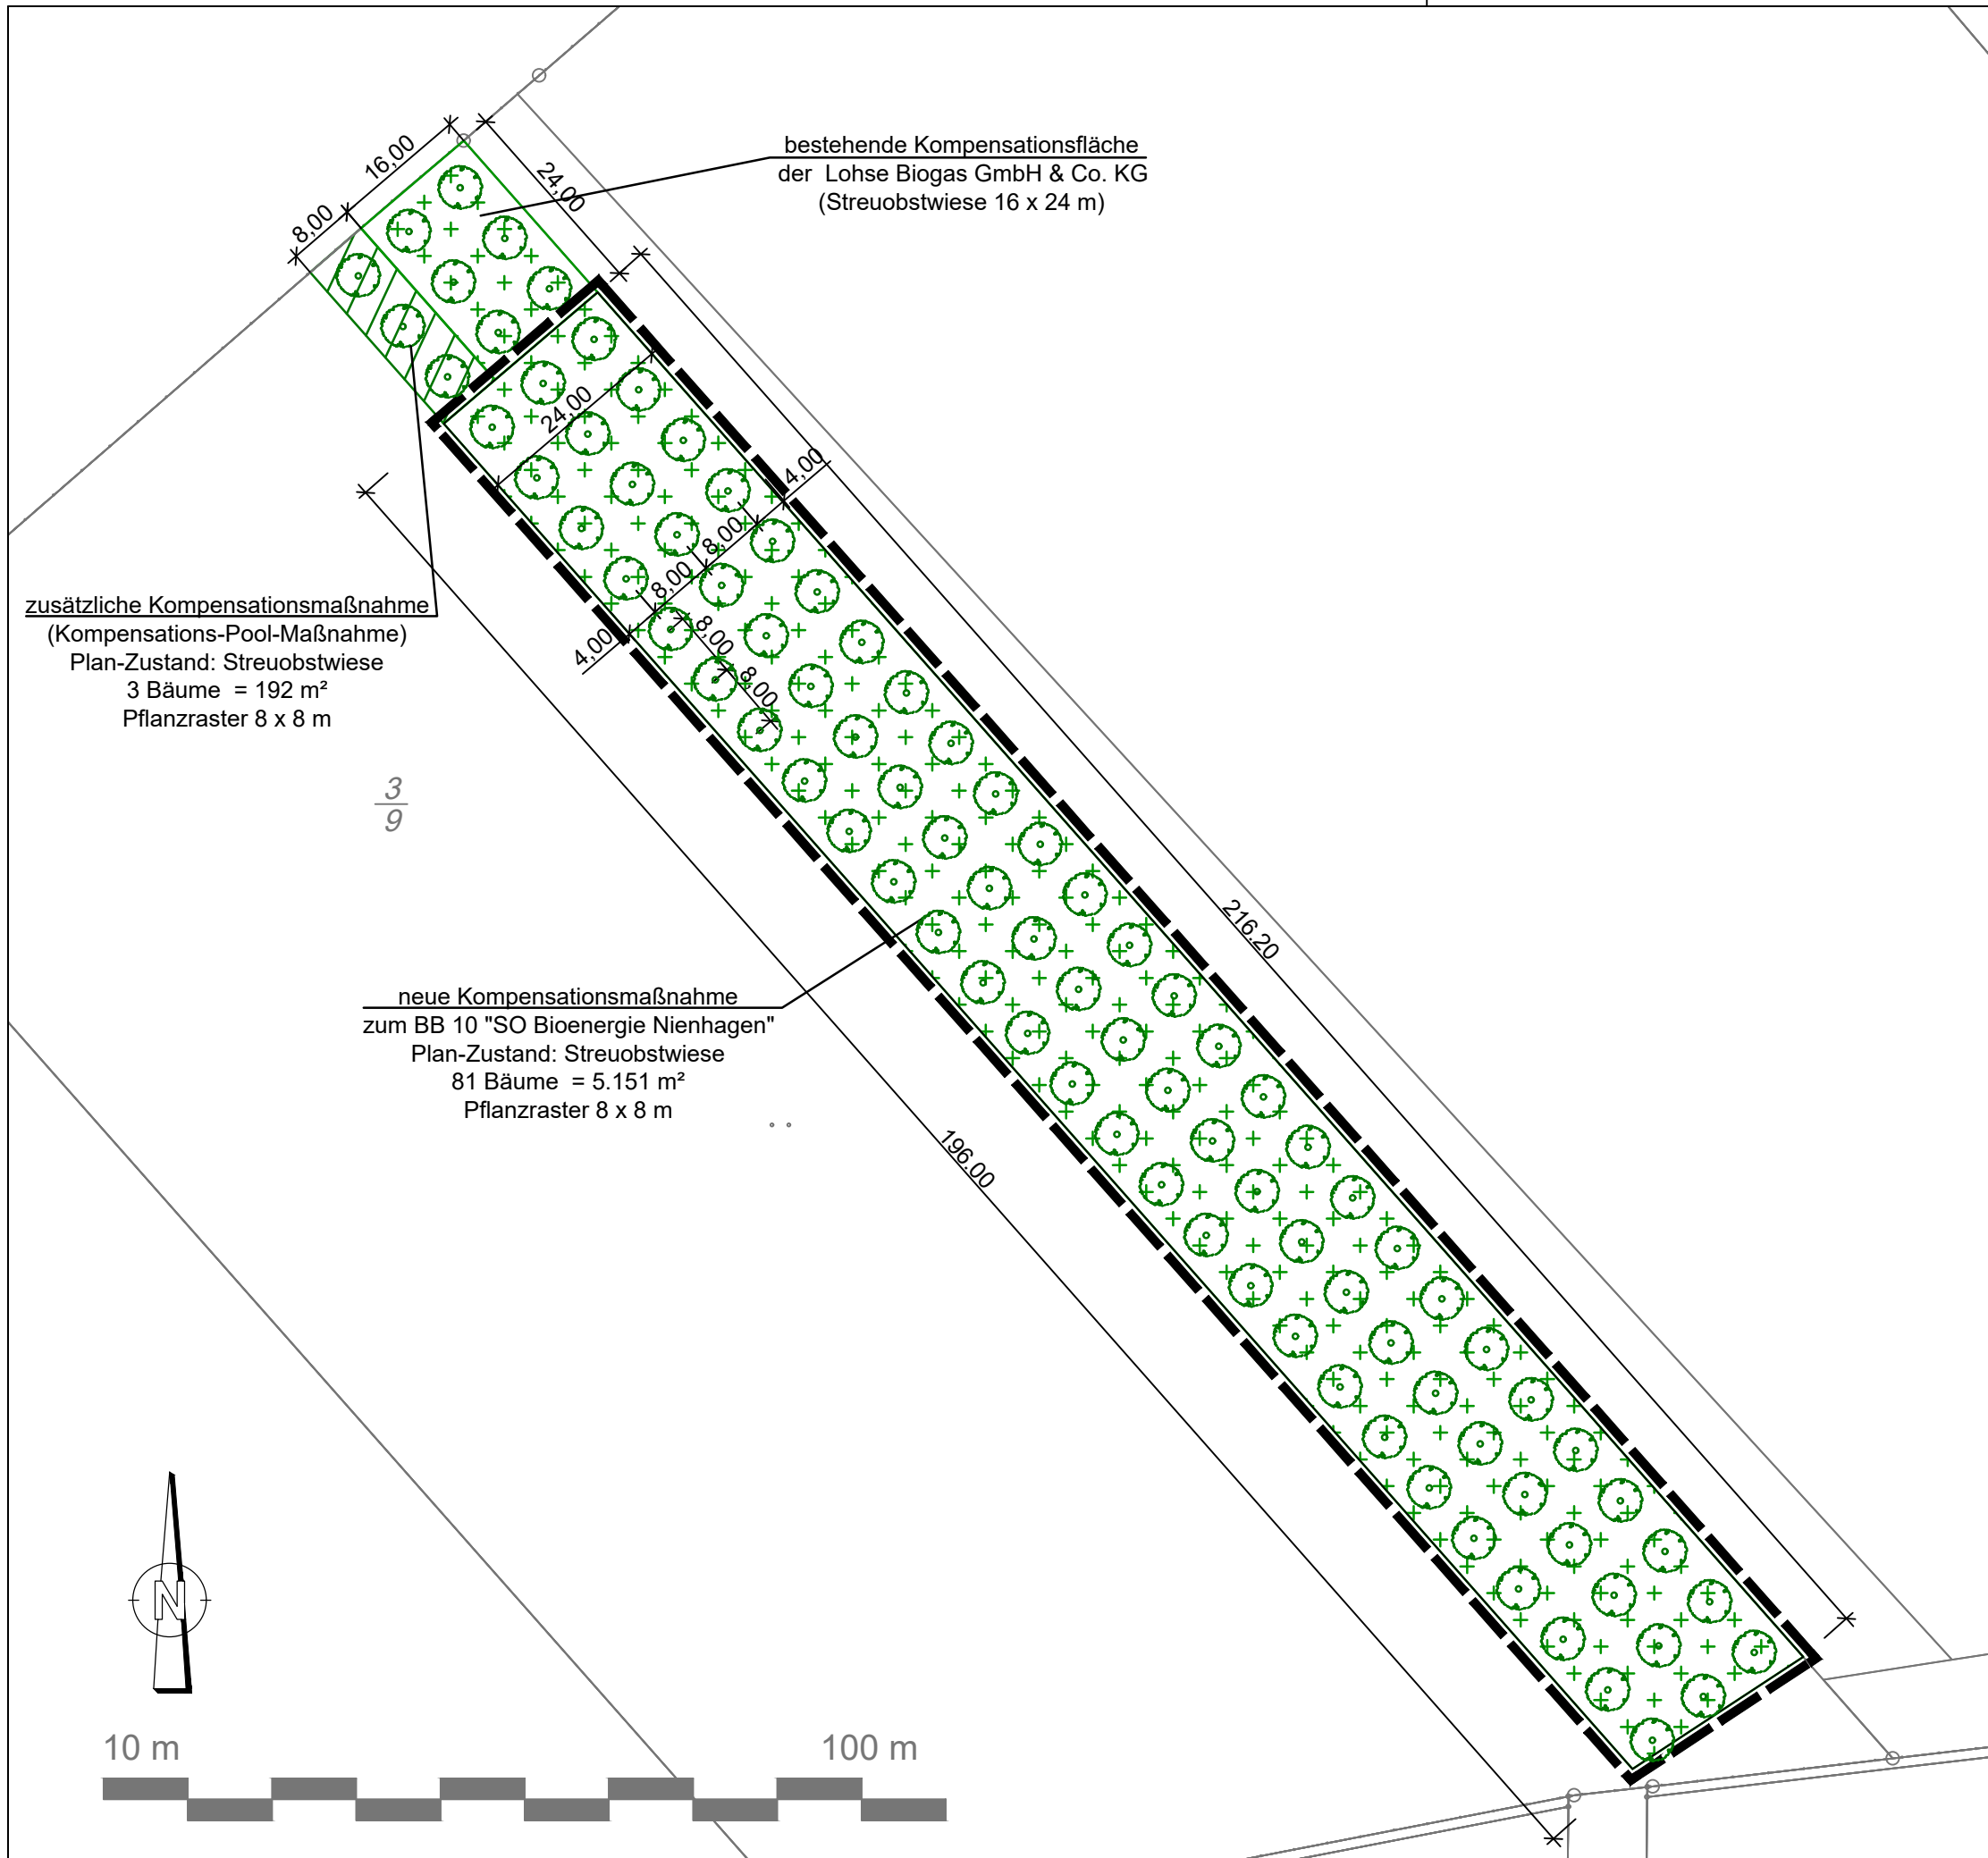 16,00
8,00
24,00
bestehende Kompensationsfläche
der Lohse Biogas GmbH & Co. KG
(Streuobstwiese 16 x 24 m)
24,00
4,00
8,00
8,00
4,00
8,00
8,00
zusätzliche Kompensationsmaßnahme
(Kompensations-Pool-Maßnahme)
Plan-Zustand: Streuobstwiese
3 Bäume = 192 m²
Pflanzraster 8 x 8 m
3
9
216.20
neue Kompensationsmaßnahme
zum BB 10 "SO Bioenergie Nienhagen"
Plan-Zustand: Streuobstwiese
81 Bäume = 5.151 m²
Pflanzraster 8 x 8 m
196.00
N
10 m
100 m